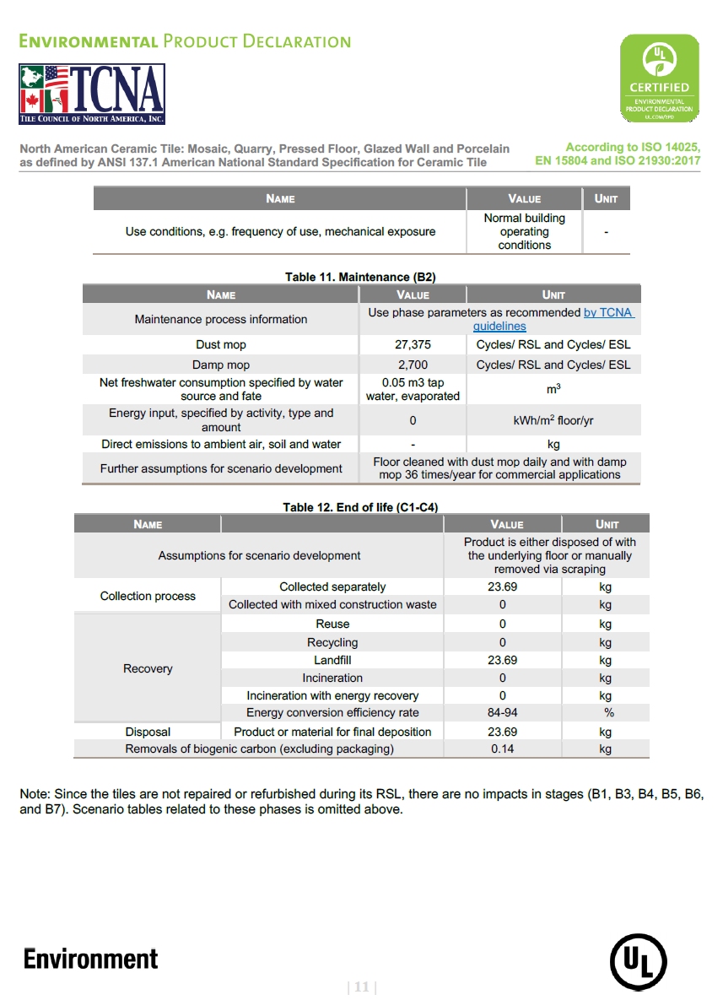 ENVIRONMENTAL PRODUCT DECLARATION
TCNA
TILE COUNCIL OF NORTH AMERICA, INC.
UL
CERTIFIED
ENVIRONMENTAL
PRODUCT DECLARATION
UL.COM/EPD
North American Ceramic Tile: Mosaic, Quarry, Pressed Floor, Glazed Wall and Porcelain
as defined by ANSI 137.1 American National Standard Specification for Ceramic Tile
According to ISO 14025,
EN 15804 and ISO 21930:2017
NAME VALUE UNIT
Use conditions, e.g. frequency of use, mechanical exposure
Normal building
operating
conditions
-
Table 11. Maintenance (B2)
NAME VALUE UNIT
Maintenance process information
Use phase parameters as recommended by TCNA
guidelines
Dust mop 27,375 Cycles/ RSL and Cycles/ ESL
Damp mop 2,700 Cycles/ RSL and Cycles/ ESL
Net freshwater consumption specified by water
source and fate
0.05 m3 tap
water, evaporated
m³
Energy input, specified by activity, type and
amount
0 kWh/m² floor/yr
Direct emissions to ambient air, soil and water - kg
Further assumptions for scenario development
Floor cleaned with dust mop daily and with damp
mop 36 times/year for commercial applications
Table 12. End of life (C1-C4)
NAME VALUE UNIT
Assumptions for scenario development
Product is either disposed of with
the underlying floor or manually
removed via scraping
Collection process
Collected separately 23.69 kg
Collected with mixed construction waste 0 kg
Recovery
Reuse 0 kg
Recycling 0 kg
Landfill 23.69 kg
Incineration 0 kg
Incineration with energy recovery 0 kg
Energy conversion efficiency rate 84-94 %
Disposal Product or material for final deposition 23.69 kg
Removals of biogenic carbon (excluding packaging) 0.14 kg
Note: Since the tiles are not repaired or refurbished during its RSL, there are no impacts in stages (B1, B3, B4, B5, B6,
and B7). Scenario tables related to these phases is omitted above.
Environment
UL
| 11 |